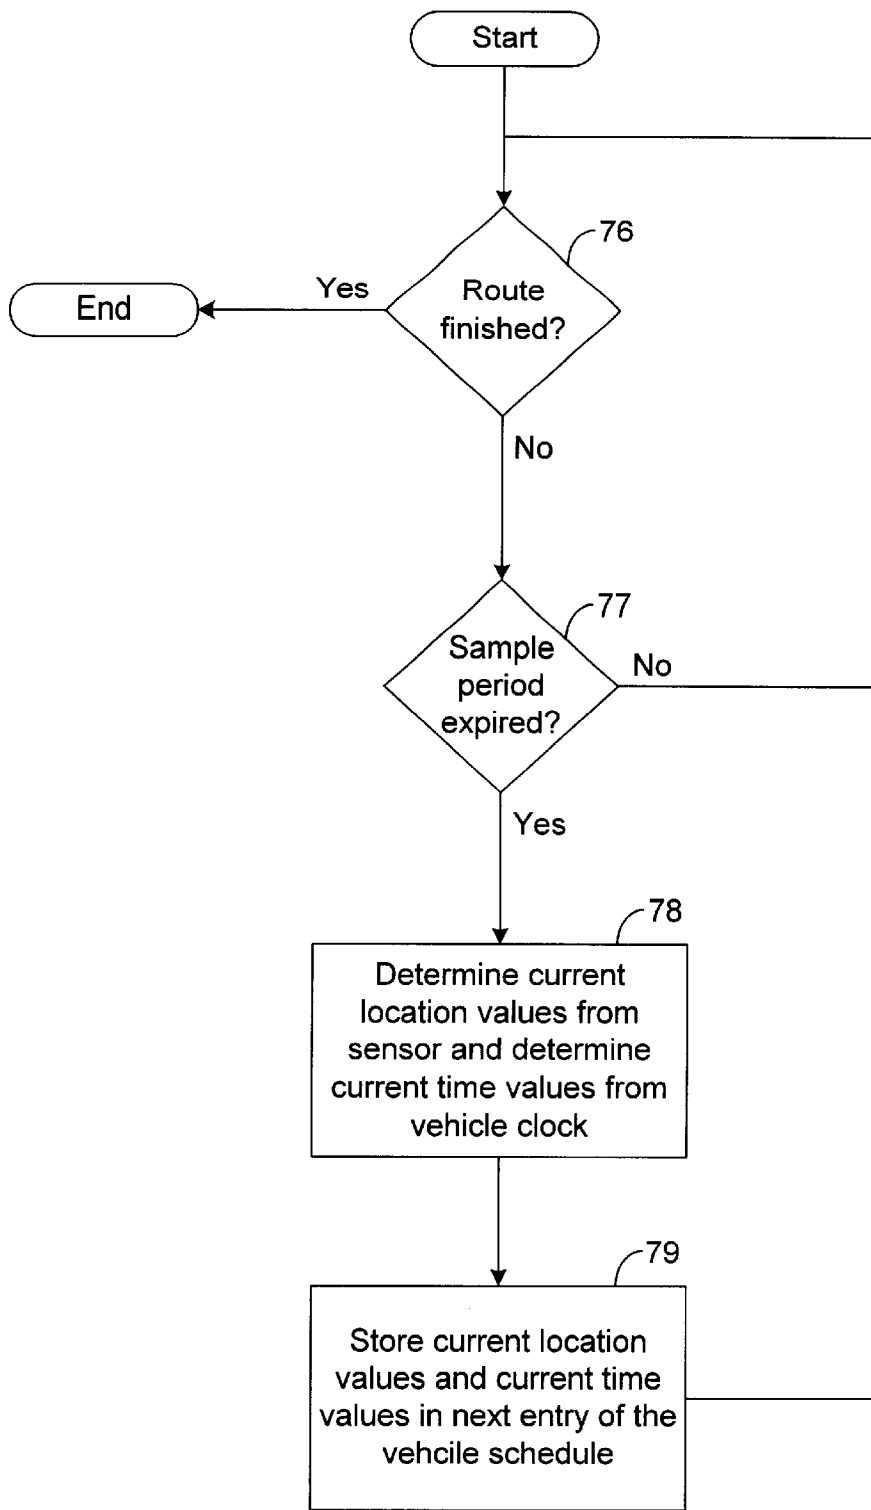 Start
76
Route
finished?
Yes
End
No
77
Sample
period
expired?
No
Yes
78
Determine current
location values from
sensor and determine
current time values from
vehicle clock
79
Store current location
values and current time
values in next entry of the
vehcile schedule